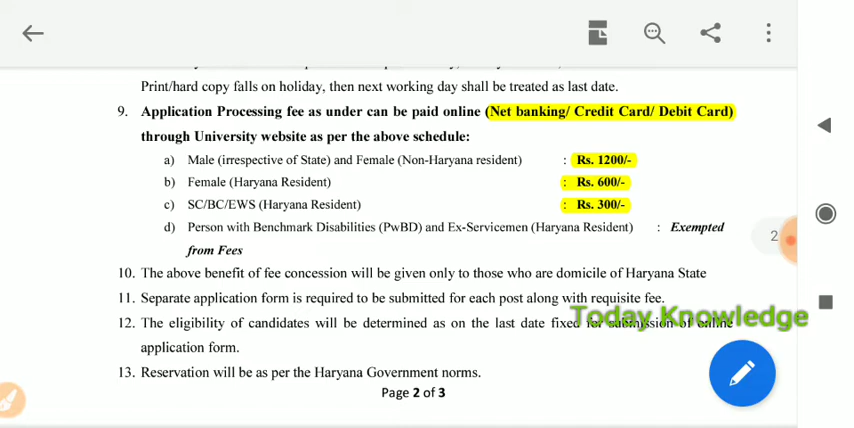 Print/hard copy falls on holiday, then next working day shall be treated as last date.
9. Application Processing fee as under can be paid online (Net banking/ Credit Card/ Debit Card)
through University website as per the above schedule:
a) Male (irrespective of State) and Female (Non-Haryana resident) : Rs. 1200/-
b) Female (Haryana Resident) : Rs. 600/-
c) SC/BC/EWS (Haryana Resident) : Rs. 300/-
d) Person with Benchmark Disabilities (PwBD) and Ex-Servicemen (Haryana Resident) : Exempted
from Fees
2
10. The above benefit of fee concession will be given only to those who are domicile of Haryana State
11. Separate application form is required to be submitted for each post along with requisite fee.
Today Knowledge
12. The eligibility of candidates will be determined as on the last date fixed for submission of online
application form.
13. Reservation will be as per the Haryana Government norms.
Page 2 of 3